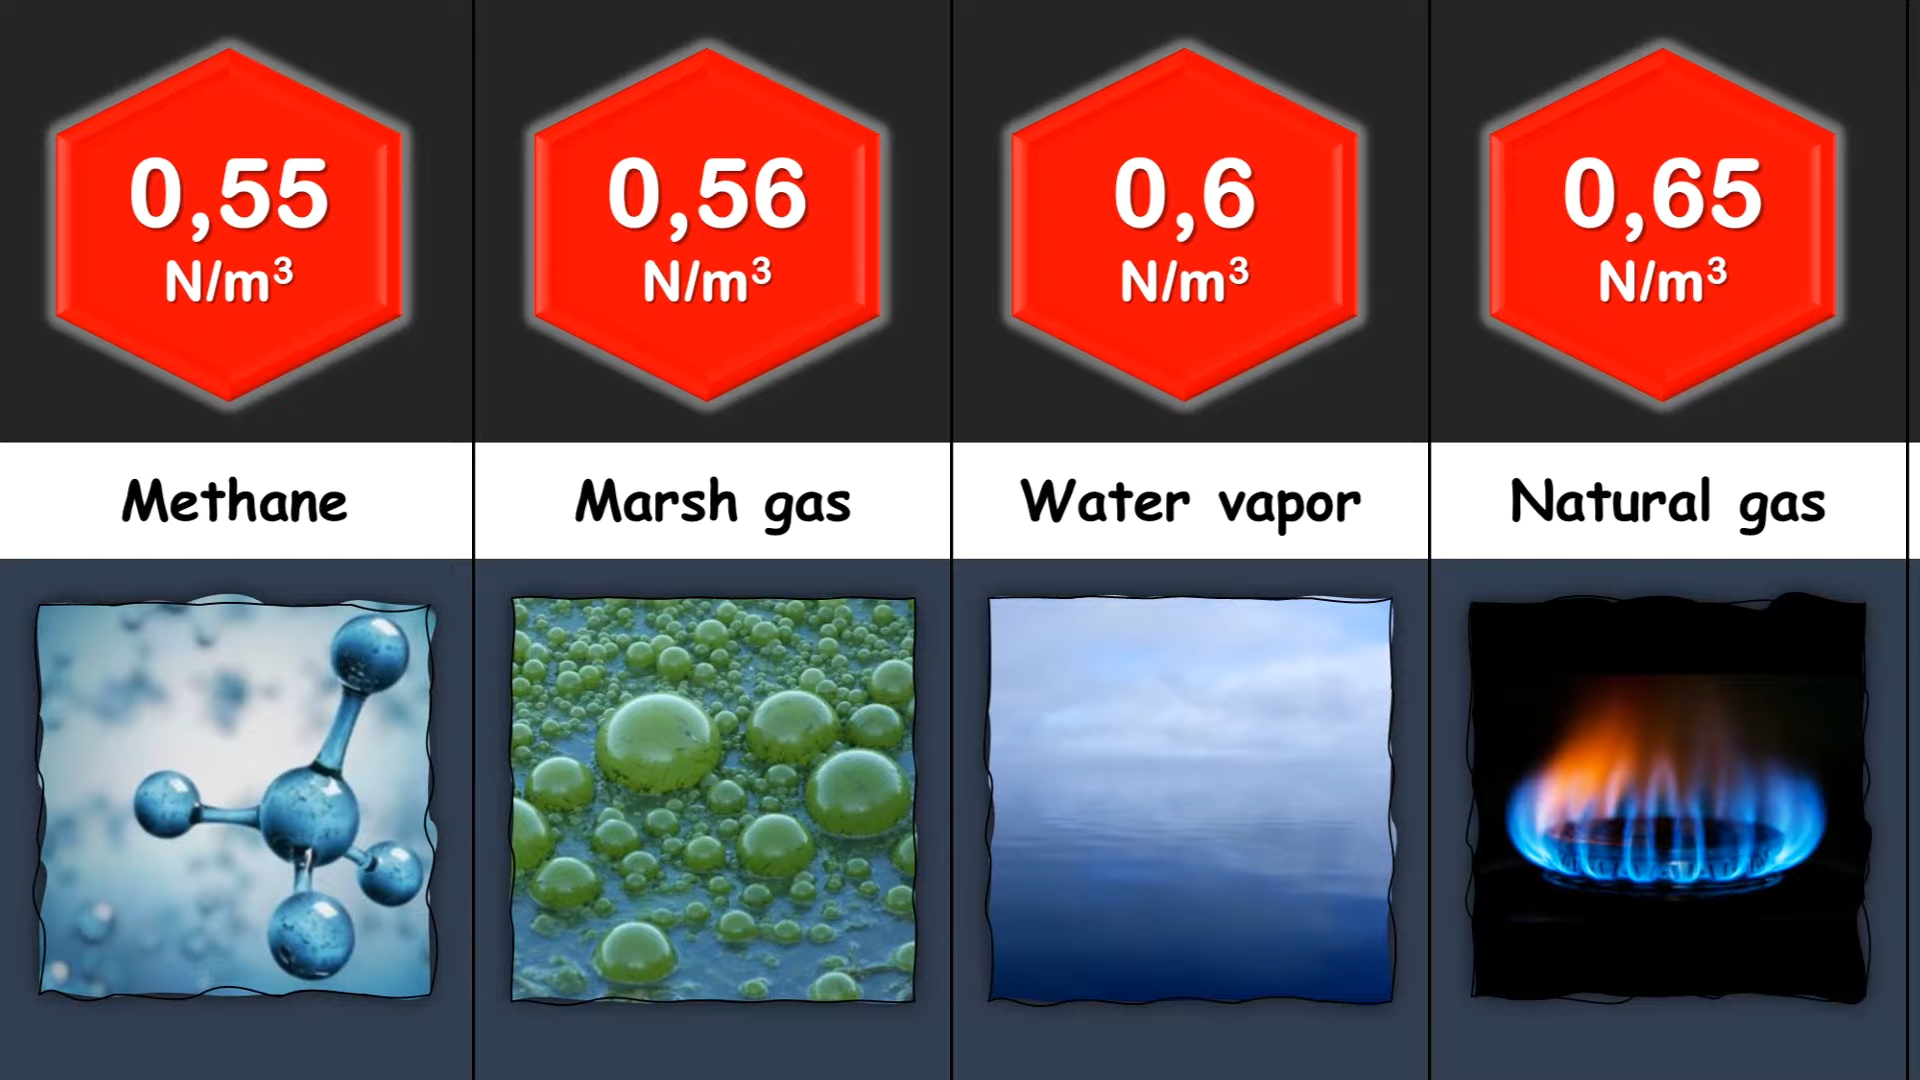 0,55
N/m³
0,56
N/m³
0,6
N/m³
0,65
N/m³
Methane
Marsh gas
Water vapor
Natural gas